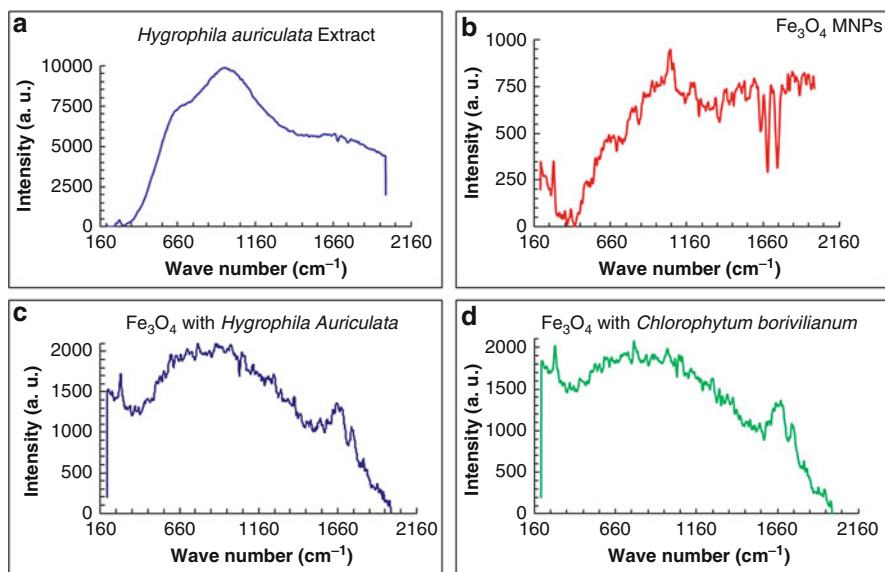 a
Hygrophila auriculata Extract
10000
7500
5000
2500
0
Intensity (a. u.)
160 660 1160 1660 2160
Wave number (cm⁻¹)
b
Fe₃O₄ MNPs
1000
750
500
250
0
Intensity (a. u.)
160 660 1160 1660 2160
Wave number (cm⁻¹)
c
Fe₃O₄ with Hygrophila Auriculata
2000
1500
1000
500
0
Intensity (a. u.)
160 660 1160 1660 2160
Wave number (cm⁻¹)
d
Fe₃O₄ with Chlorophytum borivilianum
2000
1500
1000
500
0
Intensity (a. u.)
160 660 1160 1660 2160
Wave number (cm⁻¹)